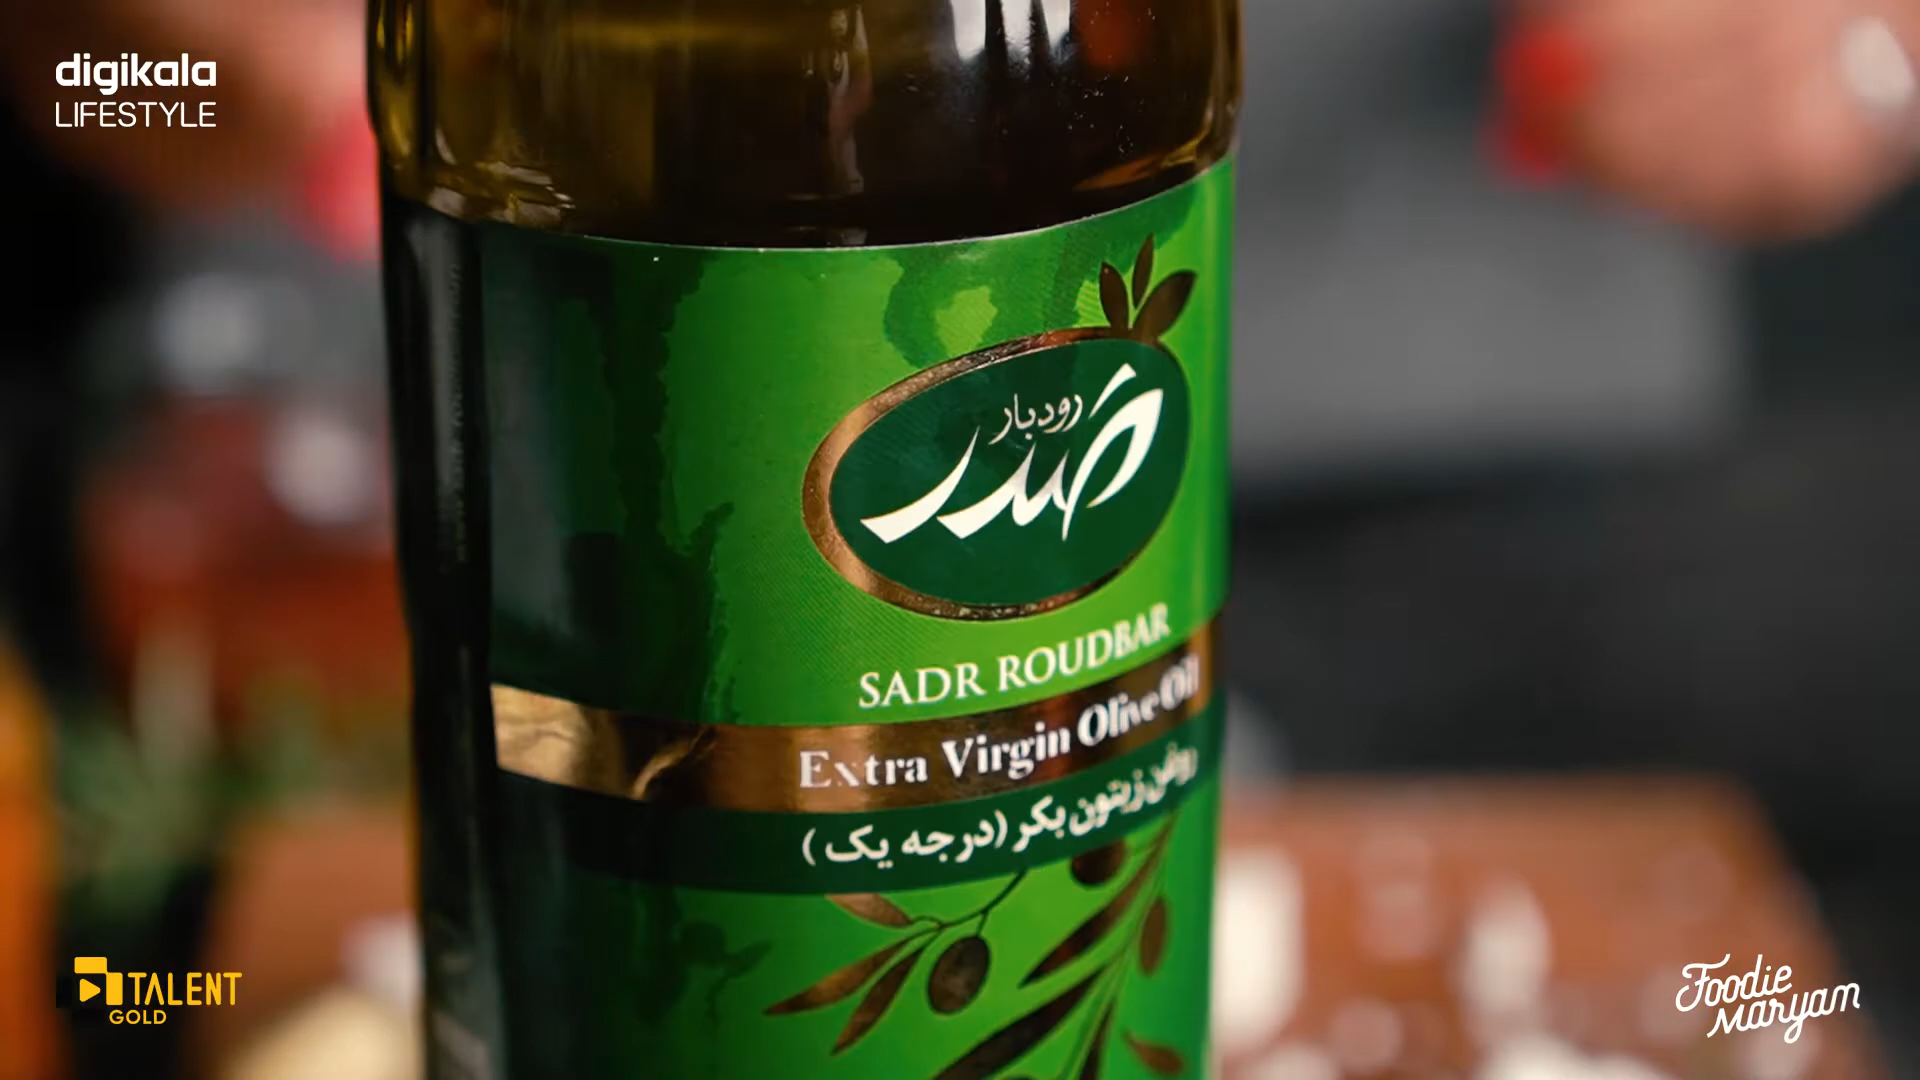 digikala
LIFESTYLE
رودبار
صدر
SADR ROUDBAR
Extra Virgin Olive Oil
روغن زیتون بکر (درجه یک)
TALENT
GOLD
Foodie
Maryam